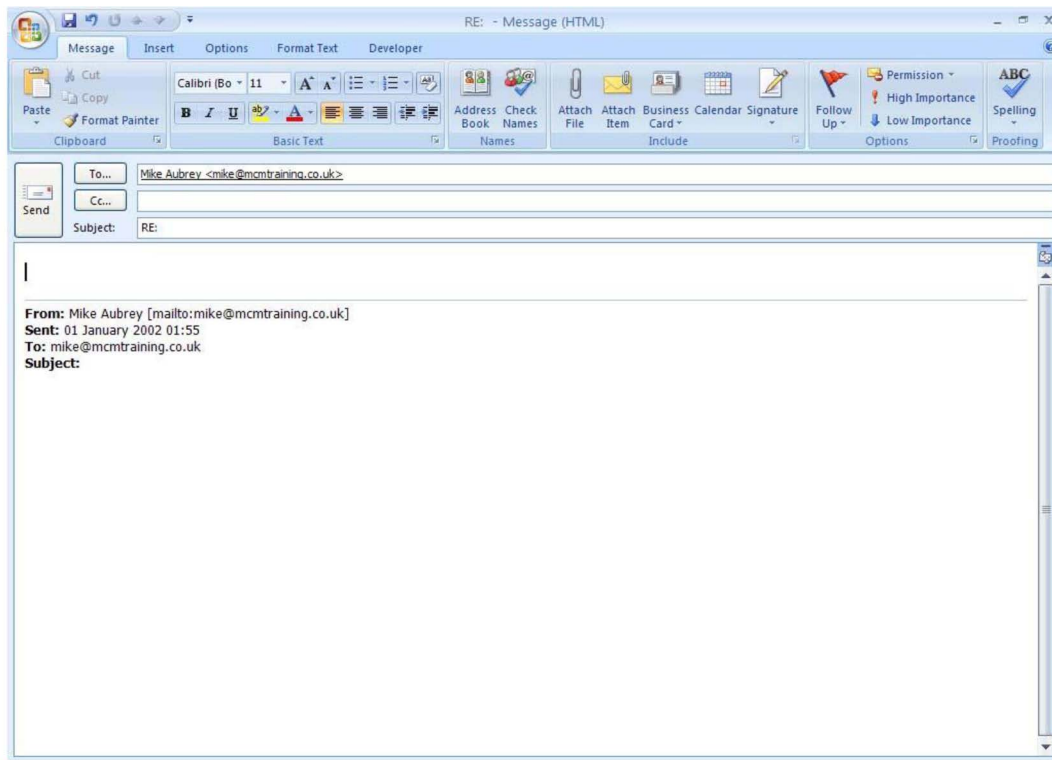 RE: - Message (HTML)
Message Insert Options Format Text Developer
Paste
Cut
Copy
Format Painter
Clipboard
Calibri (Bo 11 A A
B I U ab A
Basic Text
Address Book
Check Names
Names
Attach File
Attach Item
Business Card
Calendar
Signature
Include
Follow Up
Permission
High Importance
Low Importance
Options
ABC
Spelling
Proofing
Send
To... Mike Aubrey <mike@mcmtraining.co.uk>
Cc...
Subject: RE:
From: Mike Aubrey [mailto:mike@mcmtraining.co.uk]
Sent: 01 January 2002 01:55
To: mike@mcmtraining.co.uk
Subject: